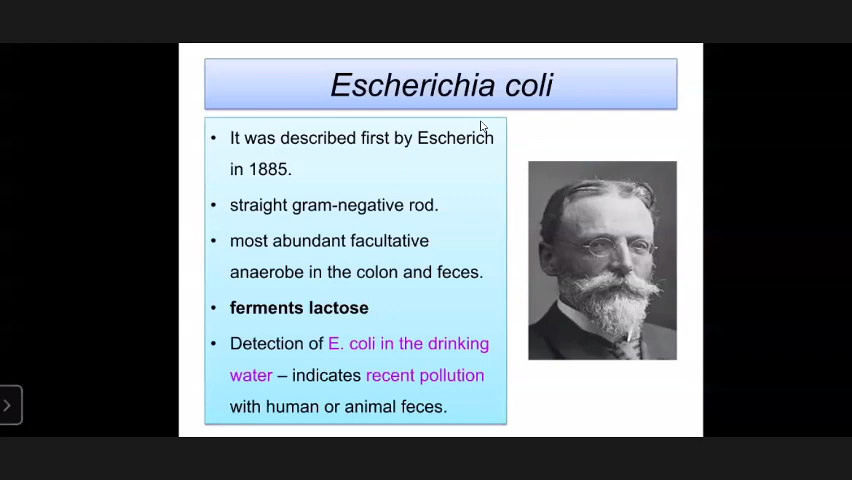 Escherichia coli
• It was described first by Escherich
in 1885.
• straight gram-negative rod.
• most abundant facultative
anaerobe in the colon and feces.
• ferments lactose
• Detection of E. coli in the drinking
water – indicates recent pollution
with human or animal feces.